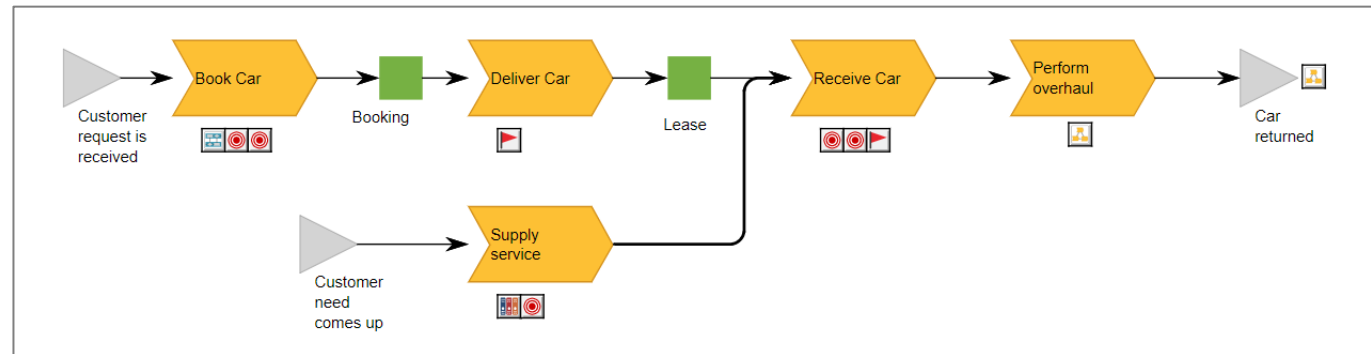 Book Car
Deliver Car
Receive Car
Perform
overhaul
Customer
request is
received
Booking
Lease
Car
returned
Supply
service
Customer
need
comes up